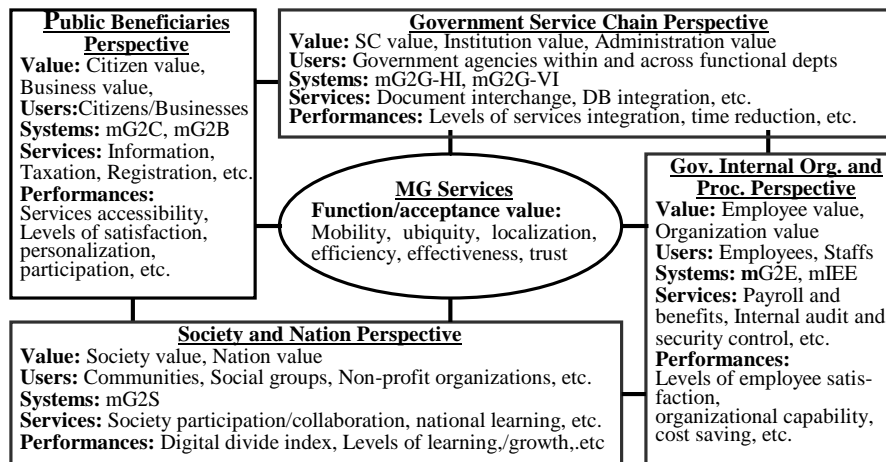 Public Beneficiaries
Perspective
Value: Citizen value,
Business value,
Users:Citizens/Businesses
Systems: mG2C, mG2B
Services: Information,
Taxation, Registration, etc.
Performances:
Services accessibility,
Levels of satisfaction,
personalization,
participation, etc.
Government Service Chain Perspective
Value: SC value, Institution value, Administration value
Users: Government agencies within and across functional depts
Systems: mG2G-HI, mG2G-VI
Services: Document interchange, DB integration, etc.
Performances: Levels of services integration, time reduction, etc.
MG Services
Function/acceptance value:
Mobility, ubiquity, localization,
efficiency, effectiveness, trust
Gov. Internal Org. and
Proc. Perspective
Value: Employee value,
Organization value
Users: Employees, Staffs
Systems: mG2E, mIEE
Services: Payroll and
benefits, Internal audit and
security control, etc.
Performances:
Levels of employee satis-
faction,
organizational capability,
cost saving, etc.
Society and Nation Perspective
Value: Society value, Nation value
Users: Communities, Social groups, Non-profit organizations, etc.
Systems: mG2S
Services: Society participation/collaboration, national learning, etc.
Performances: Digital divide index, Levels of learning,/growth,.etc